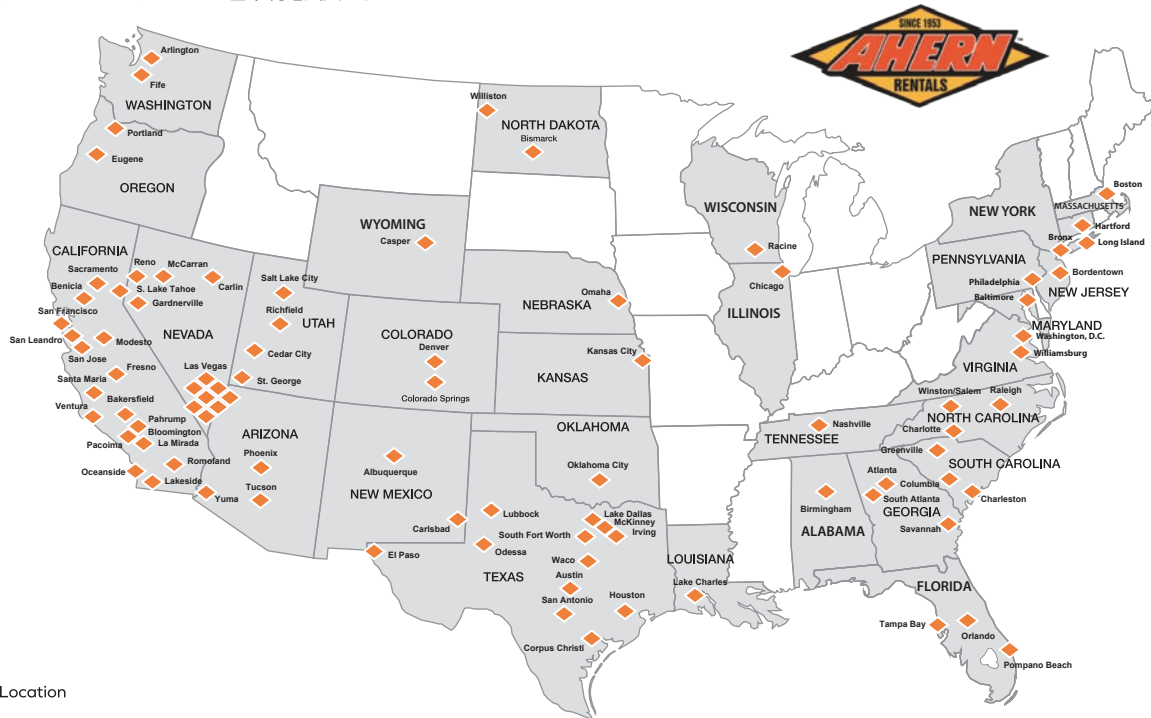 SINCE 1953
AHERN
RENTALS
Arlington
Fife
WASHINGTON
Portland
Eugene
OREGON
Williston
NORTH DAKOTA
Bismarck
WYOMING
Casper
WISCONSIN
Racine
Chicago
ILLINOIS
NEW YORK
Boston
MASSACHUSETTS
Hartford
Bronx
Long Island
PENNSYLVANIA
Philadelphia
Bordentown
NEW JERSEY
Baltimore
MARYLAND
Washington, D.C.
Williamsburg
VIRGINIA
CALIFORNIA
Sacramento
Benicia
San Francisco
San Leandro
San Jose
Modesto
Fresno
Santa Maria
Bakersfield
Ventura
Pahrump
Bloomington
Pacoima
La Mirada
Romoland
Oceanside
Lakeside
Reno
McCarran
S. Lake Tahoe
Carlin
Gardnerville
NEVADA
Las Vegas
Salt Lake City
Richfield
UTAH
Cedar City
St. George
COLORADO
Denver
Colorado Springs
NEBRASKA
Omaha
Kansas City
KANSAS
OKLAHOMA
Oklahoma City
ARIZONA
Phoenix
Tucson
Yuma
Albuquerque
NEW MEXICO
Carlsbad
El Paso
Lubbock
Odessa
Lake Dallas
McKinney
Irving
South Fort Worth
Waco
TEXAS
Austin
San Antonio
Houston
Corpus Christi
LOUISIANA
Lake Charles
Nashville
TENNESSEE
Winston/Salem
Raleigh
NORTH CAROLINA
Charlotte
Greenville
SOUTH CAROLINA
Columbia
Charleston
Atlanta
South Atlanta
GEORGIA
Savannah
Birmingham
ALABAMA
FLORIDA
Tampa Bay
Orlando
Pompano Beach
Location